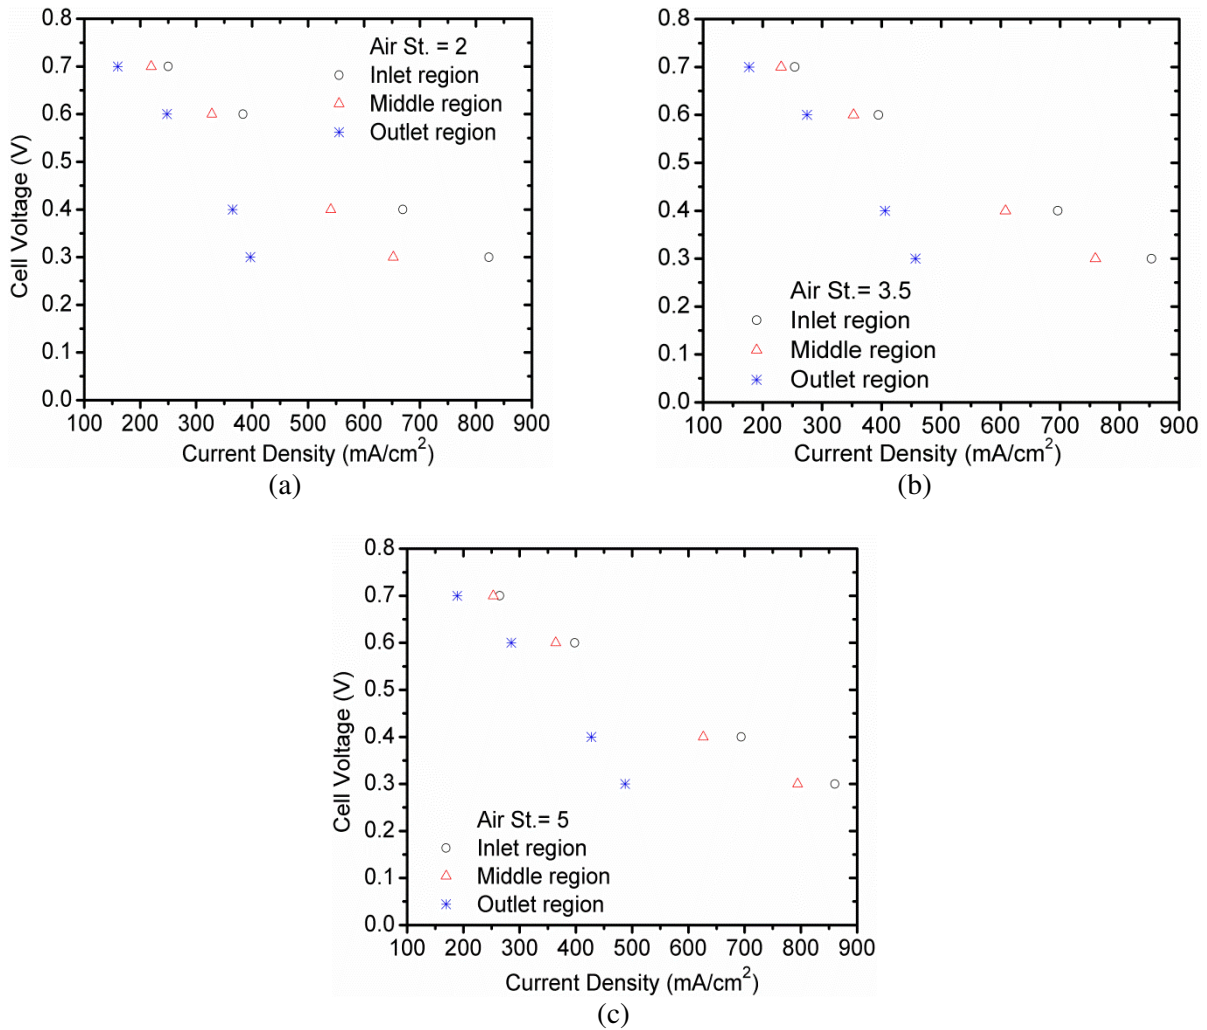 0.8
0.7
0.6
0.5
0.4
0.3
0.2
0.1
0.0
Cell Voltage (V)
Air St. = 2
Inlet region
Middle region
Outlet region
100 200 300 400 500 600 700 800 900
Current Density (mA/cm²)
(a)
0.8
0.7
0.6
0.5
0.4
0.3
0.2
0.1
0.0
Air St.= 3.5
Inlet region
Middle region
Outlet region
100 200 300 400 500 600 700 800 900
Current Density (mA/cm²)
(b)
0.8
0.7
0.6
0.5
0.4
0.3
0.2
0.1
0.0
Cell Voltage (V)
Air St.= 5
Inlet region
Middle region
Outlet region
100 200 300 400 500 600 700 800 900
Current Density (mA/cm²)
(c)